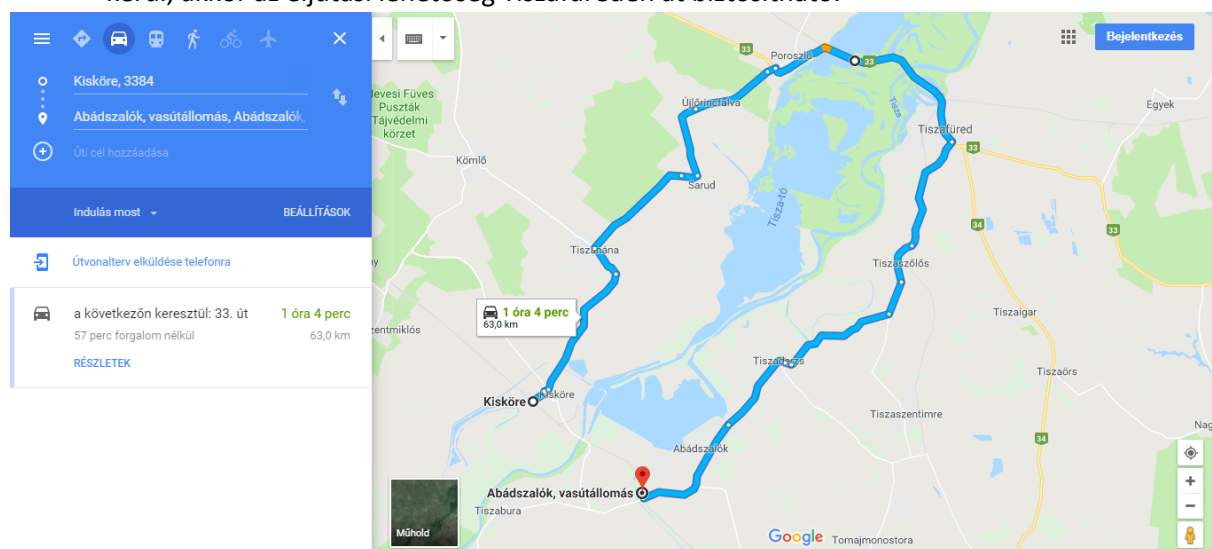 Kisköre, 3384
Abádszalók, vasútállomás, Abádszalók,
Úti cél hozzáadása
Indulás most
BEÁLLÍTÁSOK
Útvonalterv elküldése telefonra
a következőn keresztül: 33. út
1 óra 4 perc
57 perc forgalom nélkül
63,0 km
RÉSZLETEK
Bejelentkezés
33
Poroszló
33
Hevesi Füves
Puszták
Tájvédelmi
körzet
Újlőrincfalva
Tisza
Egyek
Tiszafüred
33
Kömlő
Sarud
Tisza-tó
34
33
Tiszanána
Tiszaszőlős
1 óra 4 perc
63,0 km
Tiszaigar
zentmiklós
Tiszaderzs
Tiszaörs
Kisköre
Kisköre
Tiszaszentimre
Nag
34
Abádszalók
Abádszalók, vasútállomás
Tiszabura
Műhold
Google
Tomajmonostora